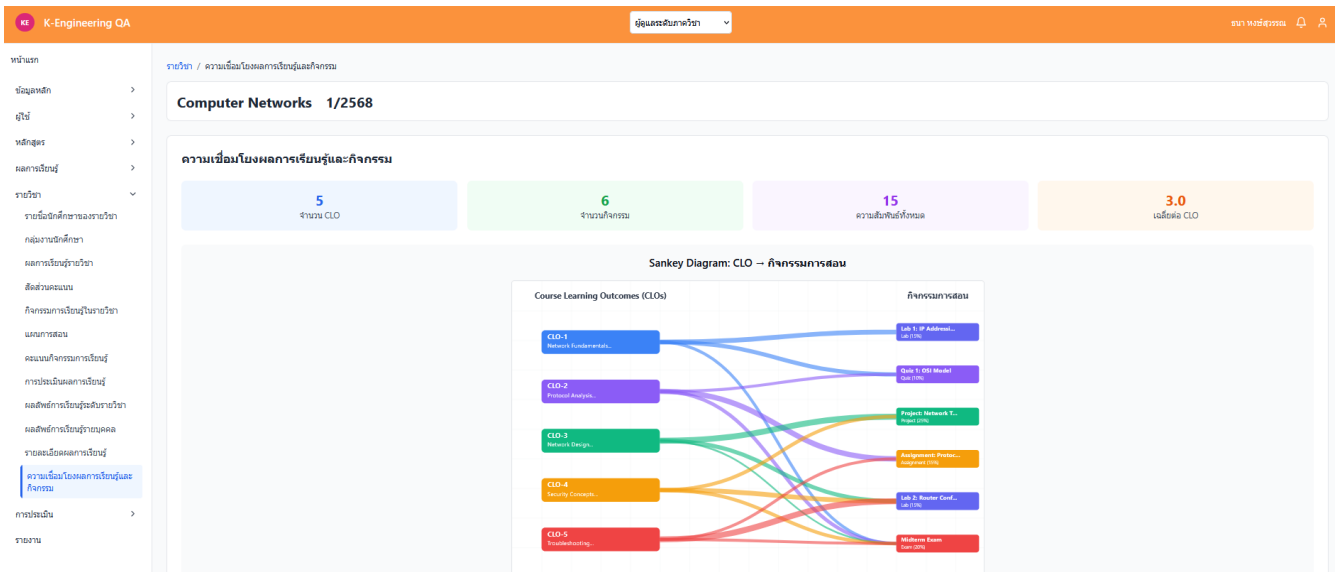 KE K-Engineering QA
ผู้ดูแลระดับภาควิชา
ชนา หงษ์สุวรรณ
หน้าแรก
ข้อมูลหลัก
ผู้ใช้
หลักสูตร
ผลการเรียนรู้
รายวิชา
รายชื่อนักศึกษาของรายวิชา
กลุ่มงานนักศึกษา
ผลการเรียนรู้รายวิชา
สัดส่วนคะแนน
กิจกรรมการเรียนรู้ในรายวิชา
แผนการสอน
คะแนนกิจกรรมการเรียนรู้
การประเมินผลการเรียนรู้
ผลลัพธ์การเรียนรู้ระดับรายวิชา
ผลลัพธ์การเรียนรู้รายบุคคล
รายละเอียดผลการเรียนรู้
ความเชื่อมโยงผลการเรียนรู้และ
กิจกรรม
การประเมิน
รายงาน
รายวิชา / ความเชื่อมโยงผลการเรียนรู้และกิจกรรม
Computer Networks 1/2568
ความเชื่อมโยงผลการเรียนรู้และกิจกรรม
5
จำนวน CLO
6
จำนวนกิจกรรม
15
ความสัมพันธ์ทั้งหมด
3.0
เฉลี่ยต่อ CLO
Sankey Diagram: CLO → กิจกรรมการสอน
Course Learning Outcomes (CLOs)
กิจกรรมการสอน
CLO-1
Network Fundamentals...
CLO-2
Protocol Analysis...
CLO-3
Network Design...
CLO-4
Security Concepts...
CLO-5
Troubleshooting...
Lab 1: IP Addressi...
Lab (15%)
Quiz 1: OSI Model
Quiz (10%)
Project: Network T...
Project (25%)
Assignment: Protoc...
Assignment (15%)
Lab 2: Router Conf...
Lab (15%)
Midterm Exam
Exam (20%)